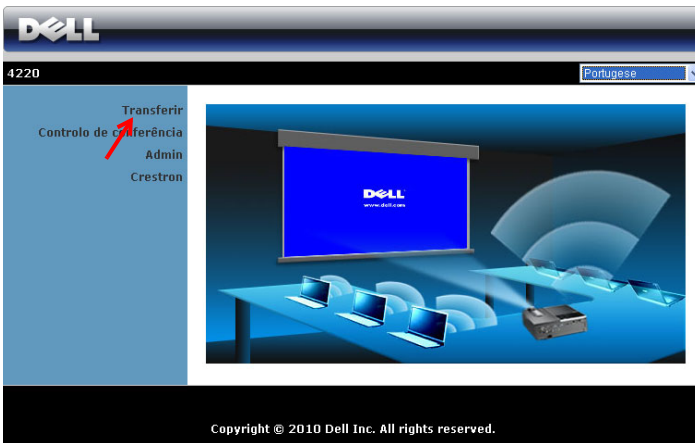 DELL
4220
Portugese
Transferir
Controlo de conferência
Admin
Crestron
DELL
www.dell.com
Copyright © 2010 Dell Inc. All rights reserved.